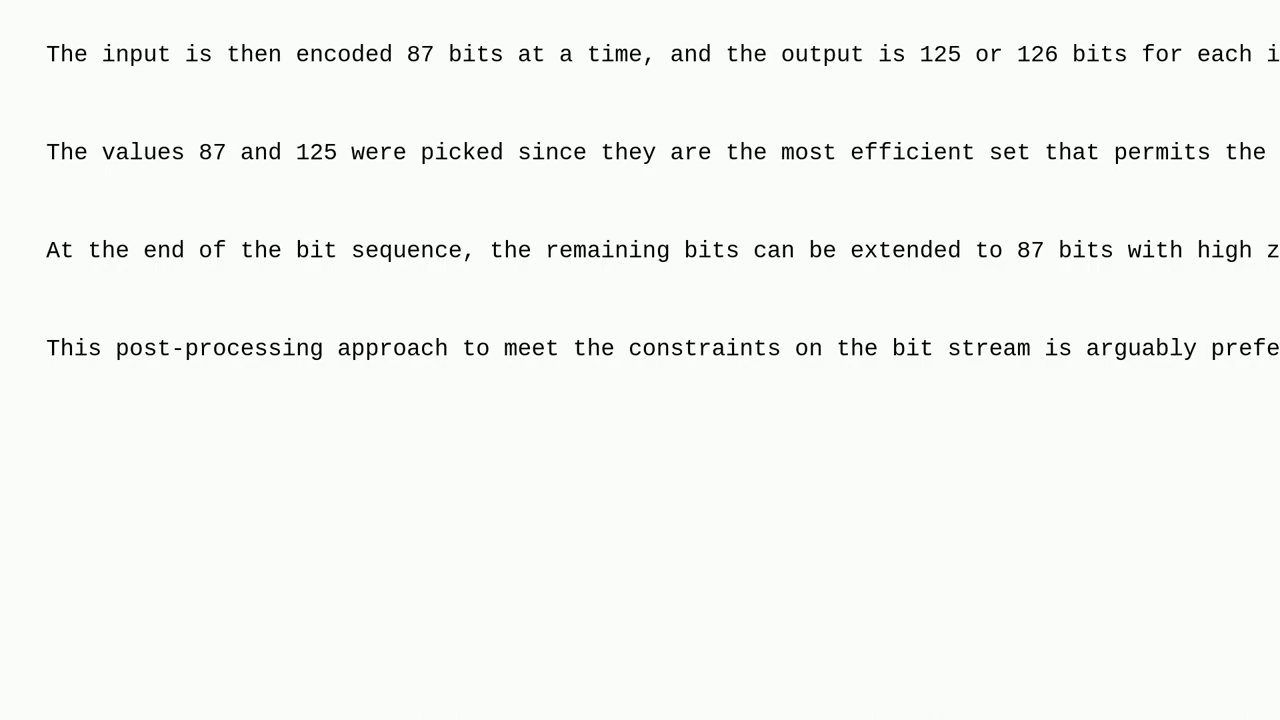 The input is then encoded 87 bits at a time, and the output is 125 or 126 bits for each
The values 87 and 125 were picked since they are the most efficient set that permits the
At the end of the bit sequence, the remaining bits can be extended to 87 bits with high
This post-processing approach to meet the constraints on the bit stream is arguably